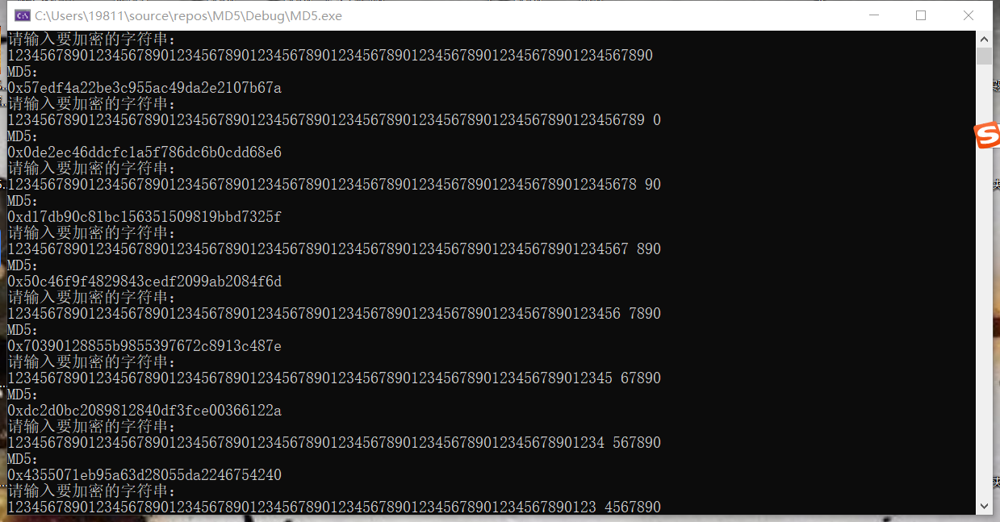 C:\Users\19811\source\repos\MD5\Debug\MD5.exe
请输入要加密的字符串:
12345678901234567890123456789012345678901234567890123456789012345678901234567890
MD5:
0x57edf4a22be3c955ac49da2e2107b67a
请输入要加密的字符串:
1234567890123456789012345678901234567890123456789012345678901234567890123456789 0
MD5:
0x0de2ec46ddcfc1a5f786dc6b0cdd68e6
请输入要加密的字符串:
123456789012345678901234567890123456789012345678901234567890123456789012345678 90
MD5:
0xd17db90c81bc156351509819bbd7325f
请输入要加密的字符串:
12345678901234567890123456789012345678901234567890123456789012345678901234567 890
MD5:
0x50c46f9f4829843cedf2099ab2084f6d
请输入要加密的字符串:
1234567890123456789012345678901234567890123456789012345678901234567890123456 7890
MD5:
0x70390128855b9855397672c8913c487e
请输入要加密的字符串:
123456789012345678901234567890123456789012345678901234567890123456789012345 67890
MD5:
0xdc2d0bc2089812840df3fce00366122a
请输入要加密的字符串:
12345678901234567890123456789012345678901234567890123456789012345678901234 567890
MD5:
0x4355071eb95a63d28055da2246754240
请输入要加密的字符串:
1234567890123456789012345678901234567890123456789012345678901234567890123 4567890